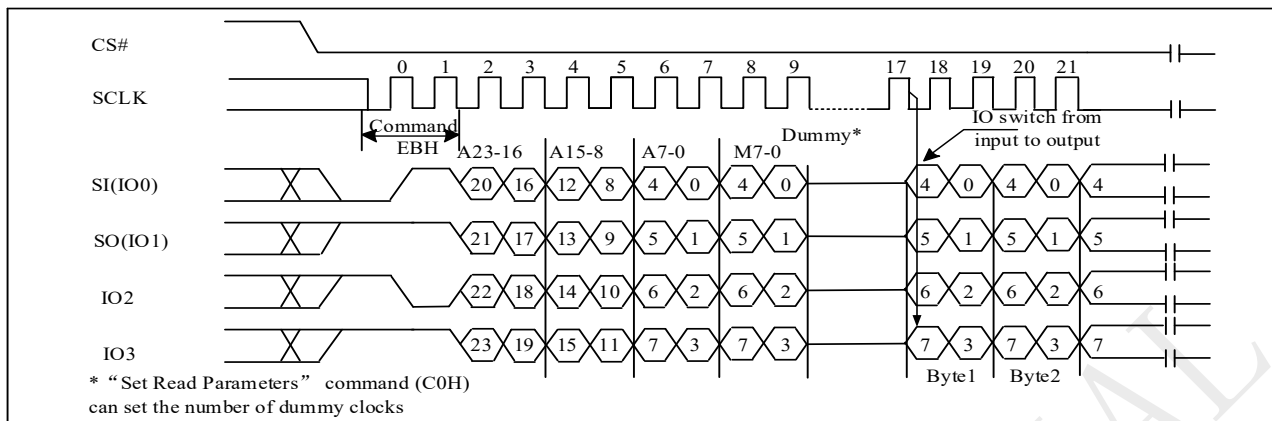 CS#
0 1 2 3 4 5 6 7 8 9 17 18 19 20 21
SCLK
Command
EBH
Dummy*
IO switch from
input to output
A23-16 A15-8 A7-0 M7-0
SI(IO0) 20 16 12 8 4 0 4 0 4 0 4 0 4
SO(IO1) 21 17 13 9 5 1 5 1 5 1 5 1 5
IO2 22 18 14 10 6 2 6 2 6 2 6 2 6
IO3 23 19 15 11 7 3 7 3 7 3 7 3 7
Byte1 Byte2
* “Set Read Parameters” command (C0H)
can set the number of dummy clocks